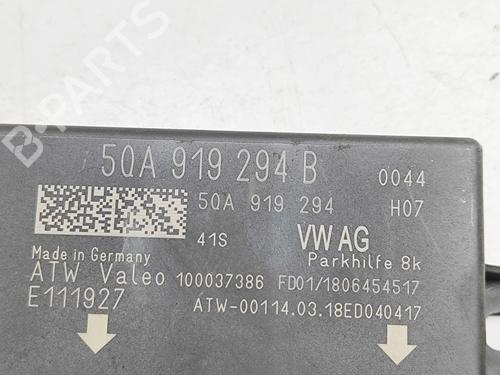 5QA 919 294 B 0044
5QA 919 294 H07
41S VW AG
Made in Germany Parkhilfe 8k
ATW Valeo 100037386 FD01/1806454517
E111927 ATW-00114.03.18ED040417